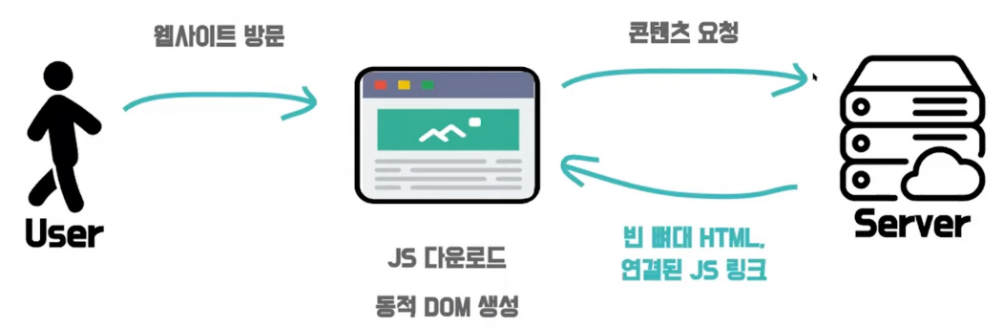 웹사이트 방문
콘텐츠 요청
User
Server
JS 다운로드
동적 DOM 생성
빈 뼈대 HTML,
연결된 JS 링크